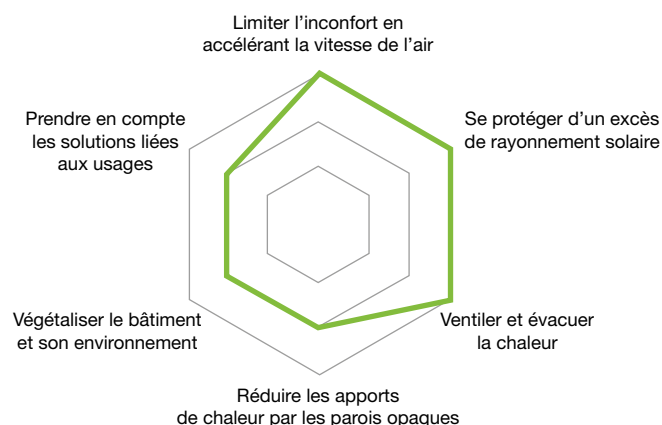 Limiter l’inconfort en
accélérant la vitesse de l’air
Se protéger d’un excès
de rayonnement solaire
Ventiler et évacuer
la chaleur
Réduire les apports
de chaleur par les parois opaques
Végétaliser le bâtiment
et son environnement
Prendre en compte
les solutions liées
aux usages